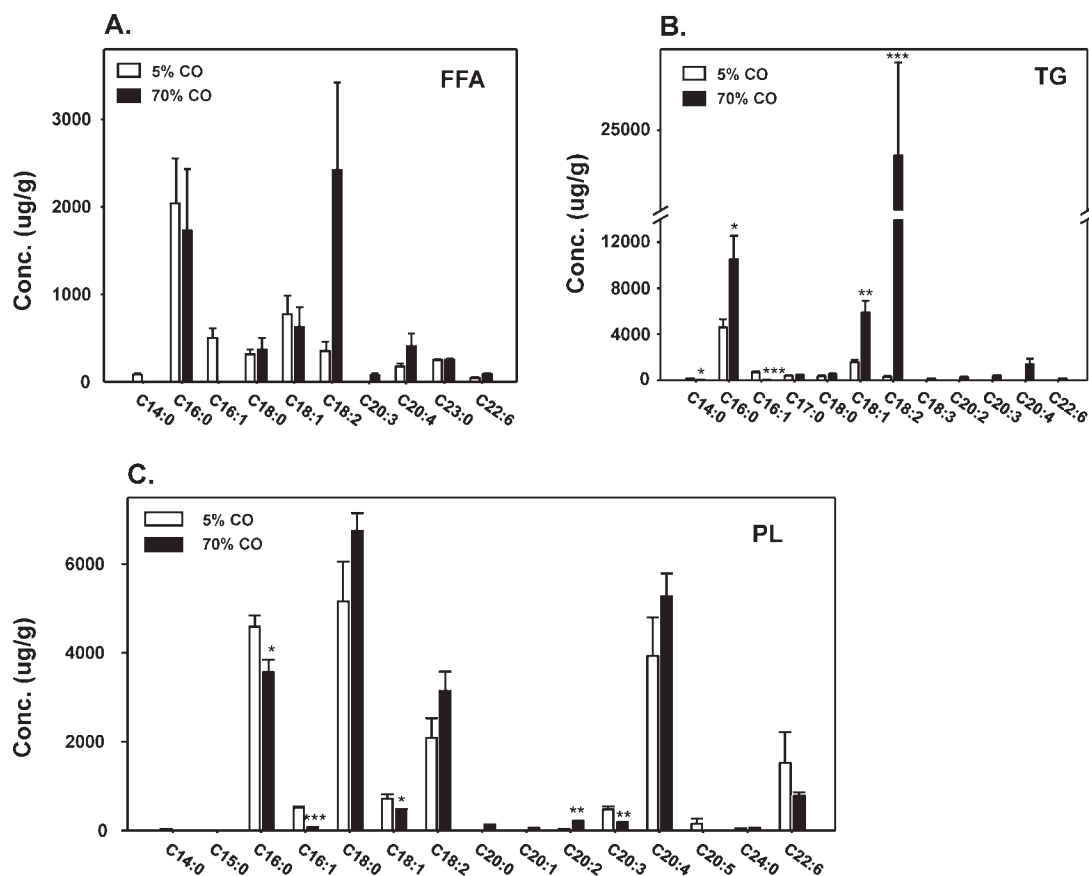 A.
5% CO
70% CO
FFA
Conc. (ug/g)
3000
2000
1000
0
C14:0 C16:0 C16:1 C18:0 C18:1 C18:2 C20:3 C20:4 C23:0 C22:6
B.
5% CO
70% CO
TG
Conc. (ug/g)
25000
12000
8000
4000
0
***
*
**
* ***
C14:0 C16:0 C16:1 C17:0 C18:0 C18:1 C18:2 C18:3 C20:2 C20:3 C20:4 C22:6
C.
5% CO
70% CO
PL
Conc. (ug/g)
6000
4000
2000
0
*
*** * ** **
C14:0 C15:0 C16:0 C16:1 C18:0 C18:1 C18:2 C20:0 C20:1 C20:2 C20:3 C20:4 C20:5 C24:0 C22:6